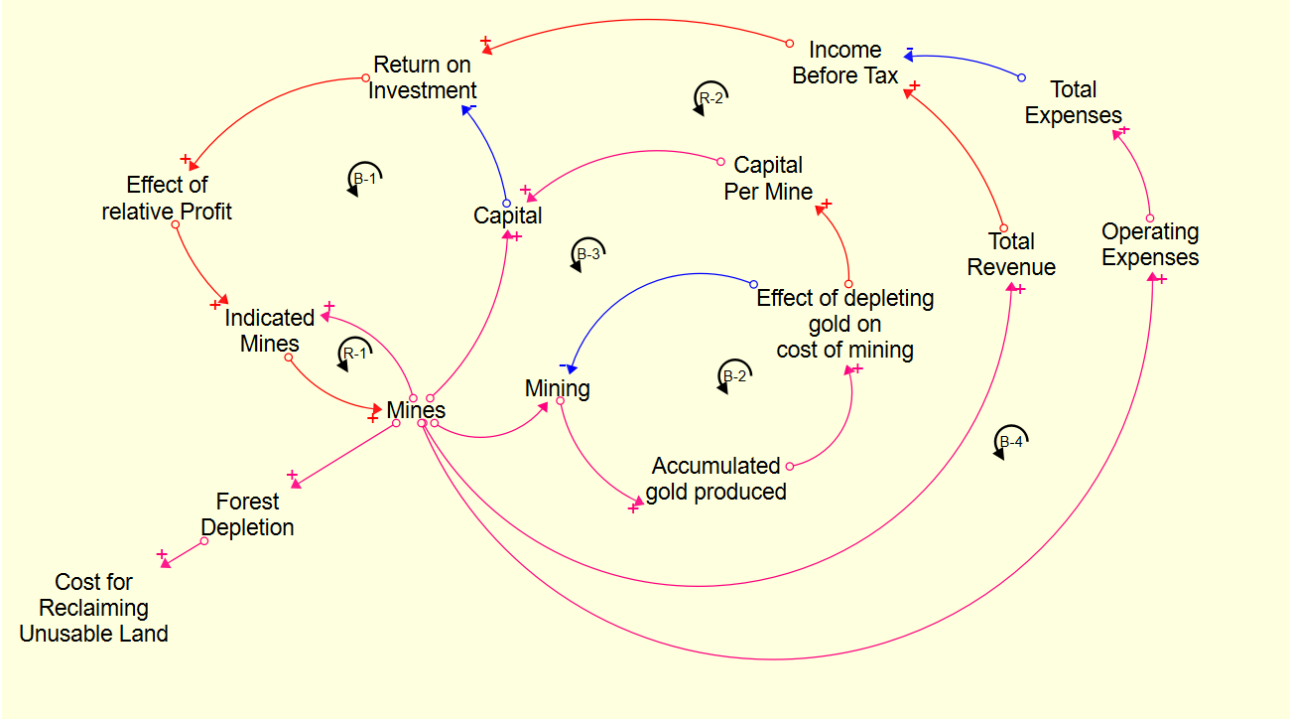 Income
Before Tax
Return on
Investment
Total
Expenses
R-2
Capital
Per Mine
B-1
Effect of
relative Profit
Capital
Total
Revenue
Operating
Expenses
B-3
Effect of depleting
gold on
cost of mining
Indicated
Mines
R-1
B-2
Mining
Mines
B-4
Accumulated
gold produced
Forest
Depletion
Cost for
Reclaiming
Unusable Land